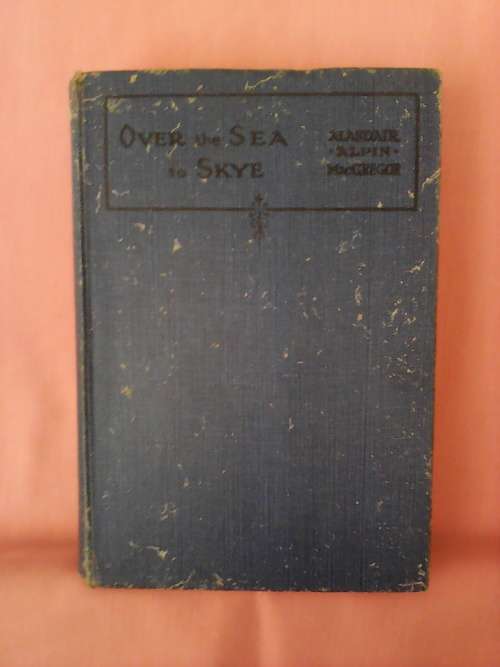 OVER the SEA
to SKYE
ALASDAIR
·ALPIN·
MACGREGOR